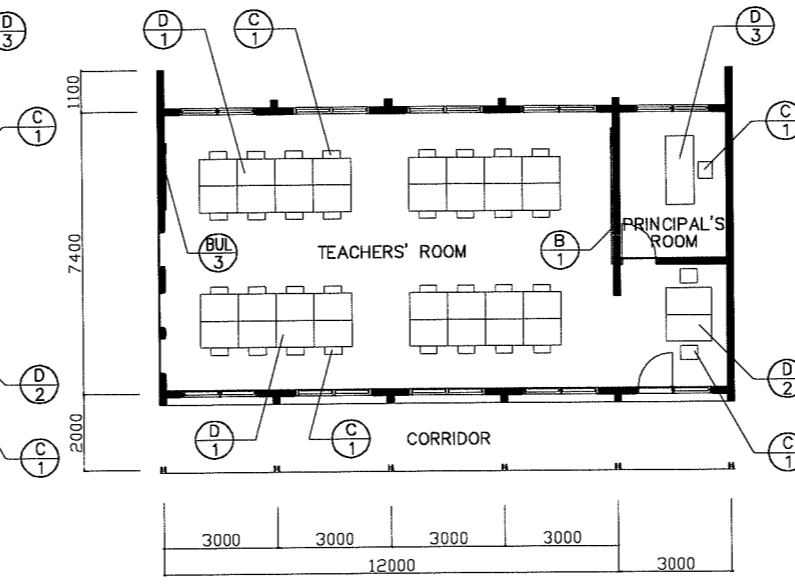 D
3
D
1
C
1
D
3
1100
C
1
C
1
7400
BUL
3
TEACHERS' ROOM
B
1
PRINCIPAL'S
ROOM
D
2
D
2
2000
C
1
D
1
C
1
CORRIDOR
C
1
3000
3000
3000
3000
12000
3000